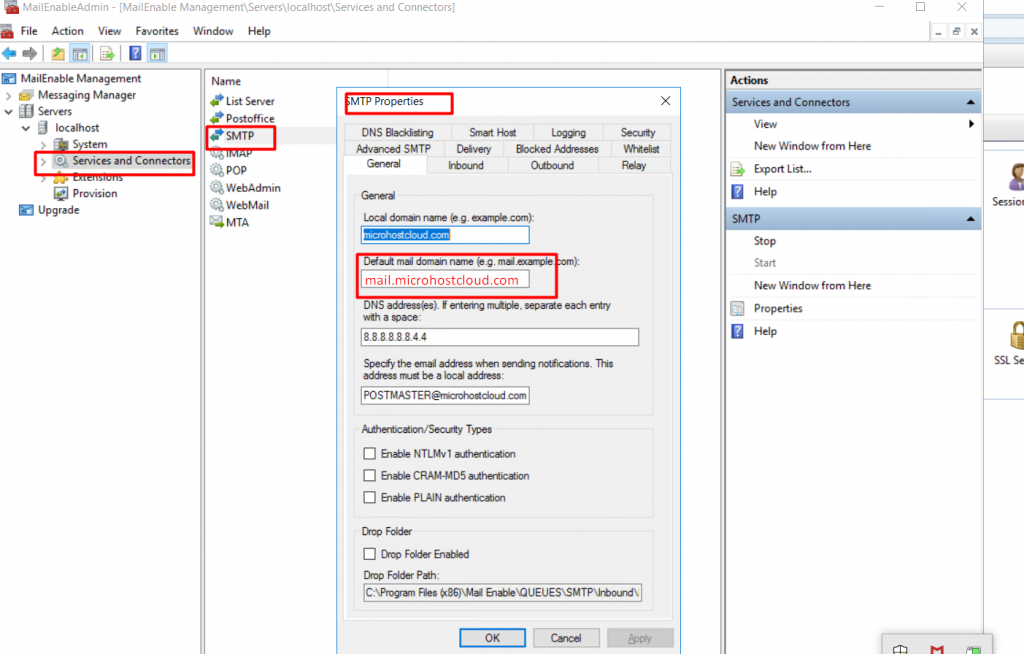 MailEnableAdmin - [MailEnable Management\Servers\localhost\Services and Connectors]
File Action View Favorites Window Help
MailEnable Management
Messaging Manager
Servers
localhost
System
Services and Connectors
Extensions
Provision
Upgrade
Name
List Server
Postoffice
SMTP
IMAP
POP
WebAdmin
WebMail
MTA
SMTP Properties
DNS Blacklisting Smart Host Logging Security
Advanced SMTP Delivery Blocked Addresses Whitelist
General Inbound Outbound Relay
General
Local domain name (e.g. example.com):
microhostcloud.com
Default mail domain name (e.g. mail.example.com):
mail.microhostcloud.com
DNS address(es). If entering multiple, separate each entry
with a space:
8.8.8.8.8.8.4.4
Specify the email address when sending notifications. This
address must be a local address:
POSTMASTER@microhostcloud.com
Authentication/Security Types
Enable NTLMv1 authentication
Enable CRAM-MD5 authentication
Enable PLAIN authentication
Drop Folder
Drop Folder Enabled
Drop Folder Path:
C:\Program Files (x86)\Mail Enable\QUEUES\SMTP\Inbound\
OK Cancel Apply
Actions
Services and Connectors
View
New Window from Here
Export List...
Help
SMTP
Stop
Start
New Window from Here
Properties
Help
Session
SSL Se